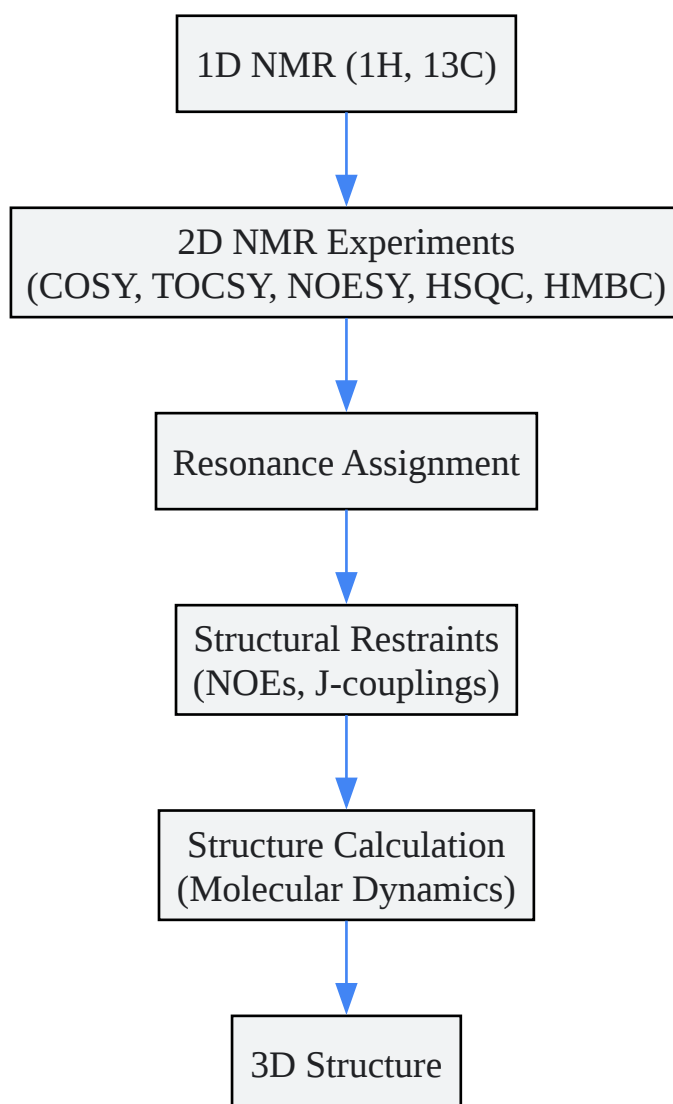 1D NMR (1H, 13C)
2D NMR Experiments
(COSY, TOCSY, NOESY, HSQC, HMBC)
Resonance Assignment
Structural Restraints
(NOEs, J-couplings)
Structure Calculation
(Molecular Dynamics)
3D Structure